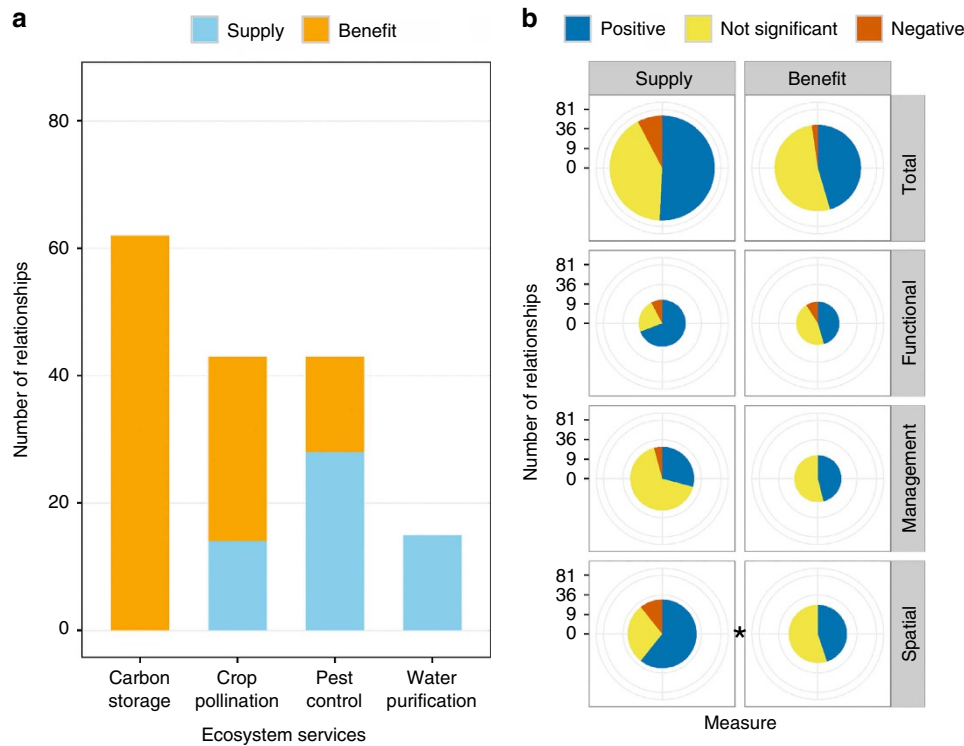 a
Supply Benefit
Number of relationships
80
60
40
20
0
Carbon storage
Crop pollination
Pest control
Water purification
Ecosystem services
b
Positive Not significant Negative
Supply Benefit
Number of relationships
81
36
9
0
Total
81
36
9
0
Functional
81
36
9
0
Management
81
36
9
0
*
Spatial
Measure